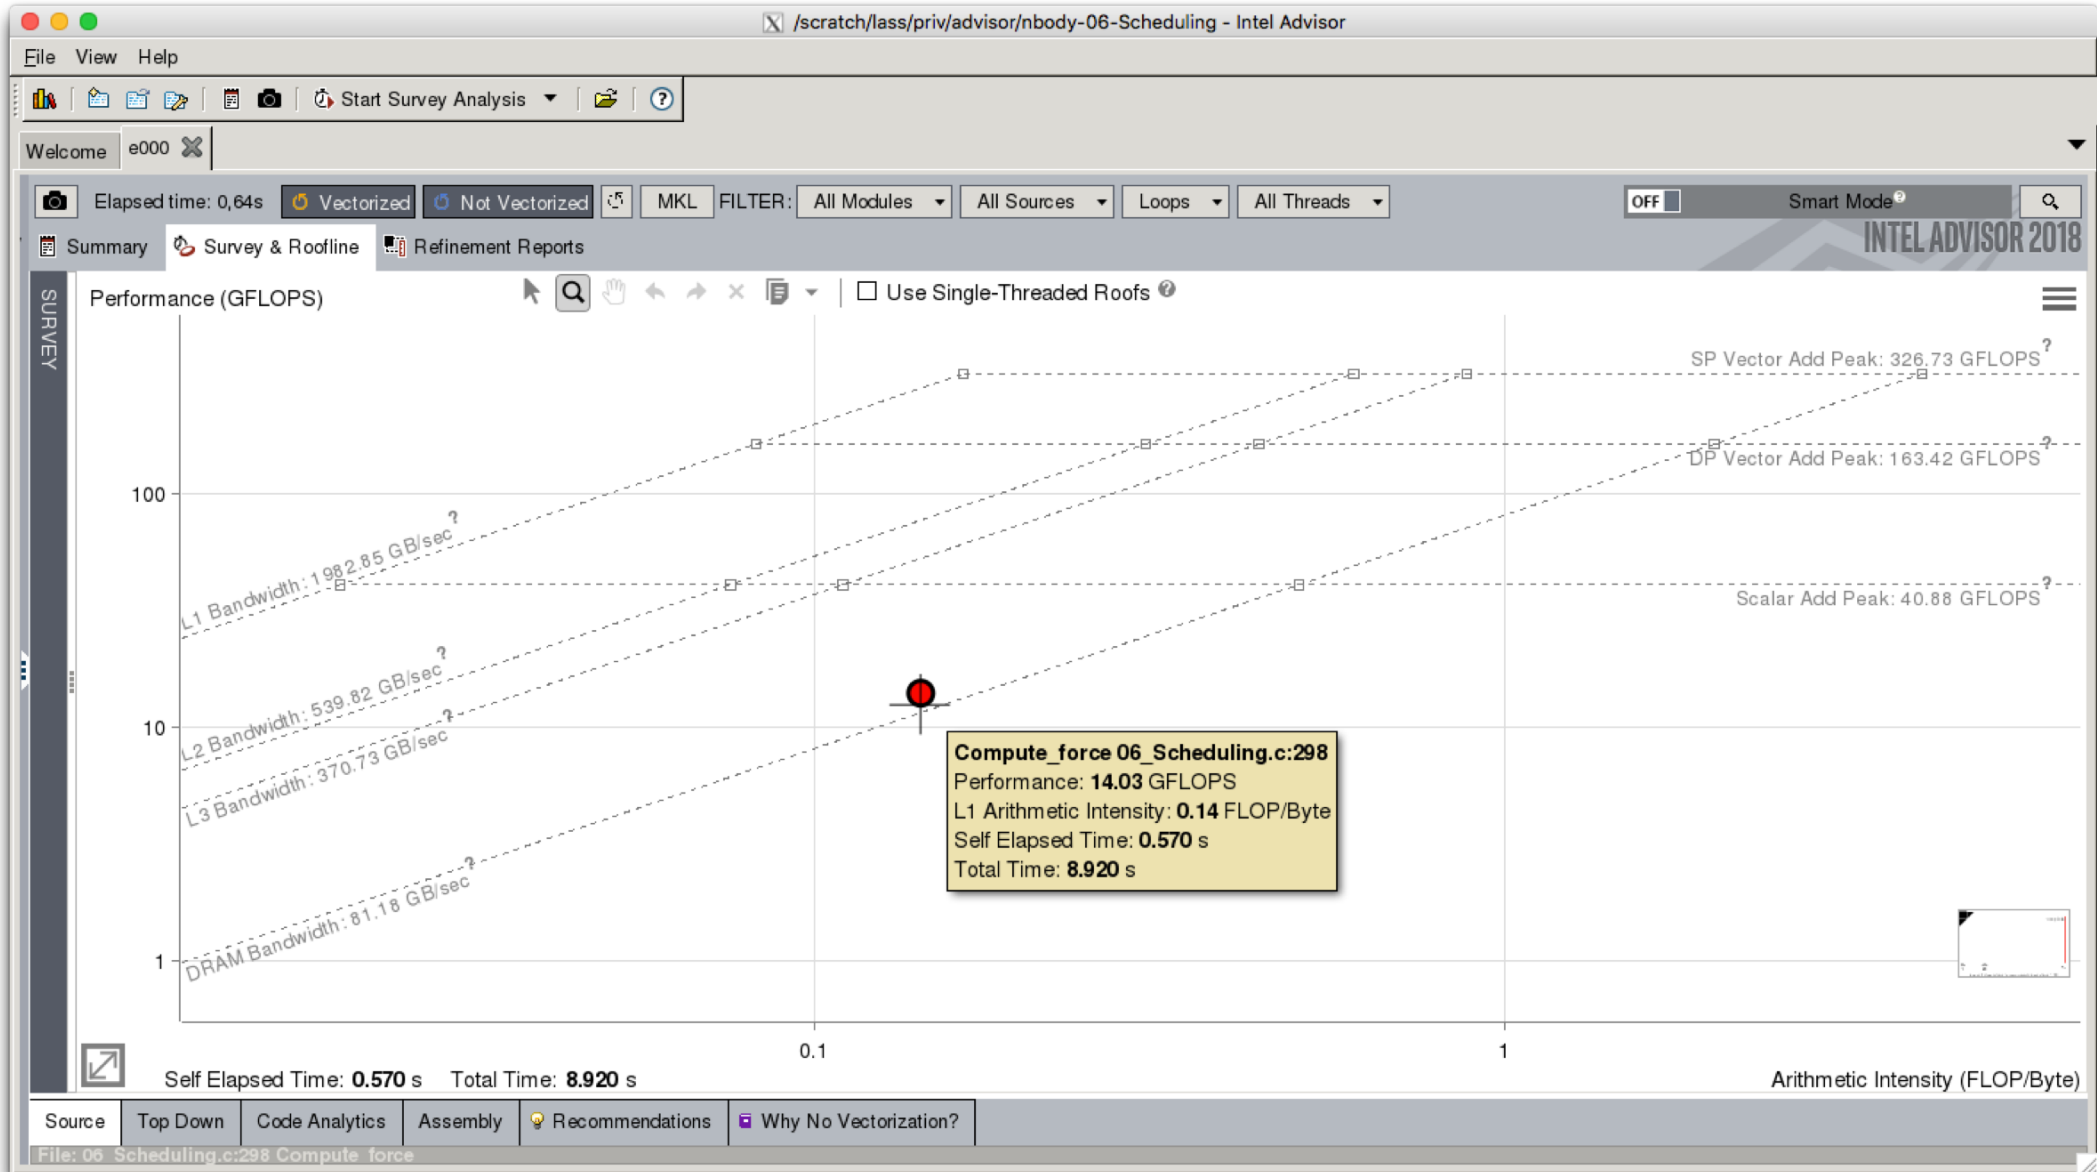 /scratch/lass/priv/advisor/nbody-06-Scheduling - Intel Advisor
File View Help
Start Survey Analysis
Welcome e000
Elapsed time: 0,64s Vectorized Not Vectorized MKL FILTER: All Modules All Sources Loops All Threads OFF Smart Mode
INTEL ADVISOR 2018
Summary Survey & Roofline Refinement Reports
SURVEY
Performance (GFLOPS)
Use Single-Threaded Roofs
SP Vector Add Peak: 326.73 GFLOPS ?
DP Vector Add Peak: 163.42 GFLOPS ?
100
L1 Bandwidth: 1982.85 GB/sec ?
Scalar Add Peak: 40.88 GFLOPS ?
L2 Bandwidth: 539.82 GB/sec ?
10
L3 Bandwidth: 370.73 GB/sec ?
Compute_force 06_Scheduling.c:298
Performance: 14.03 GFLOPS
L1 Arithmetic Intensity: 0.14 FLOP/Byte
Self Elapsed Time: 0.570 s
Total Time: 8.920 s
DRAM Bandwidth: 81.18 GB/sec ?
1
0.1 1
Self Elapsed Time: 0.570 s Total Time: 8.920 s
Arithmetic Intensity (FLOP/Byte)
Source Top Down Code Analytics Assembly Recommendations Why No Vectorization?
File: 06_Scheduling.c:298 Compute_force